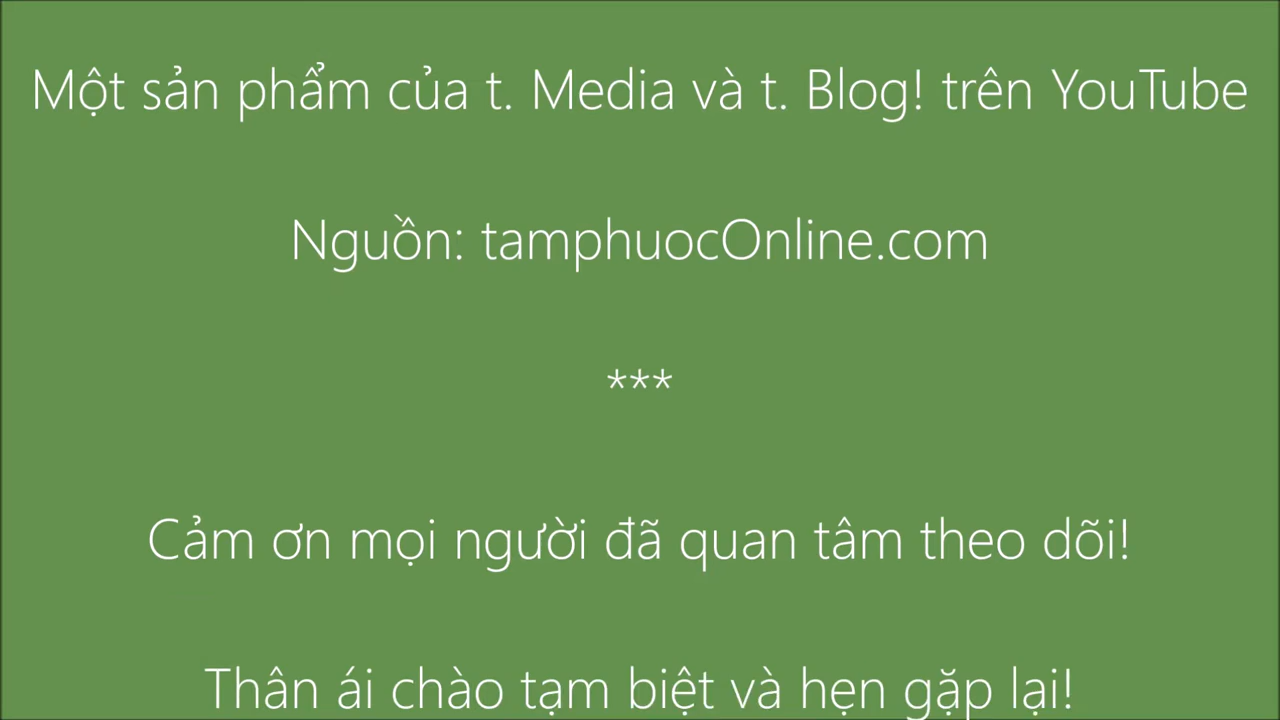 Một sản phẩm của t. Media và t. Blog! trên YouTube
Nguồn: tamphuocOnline.com
***
Cảm ơn mọi người đã quan tâm theo dõi!
Thân ái chào tạm biệt và hẹn gặp lại!